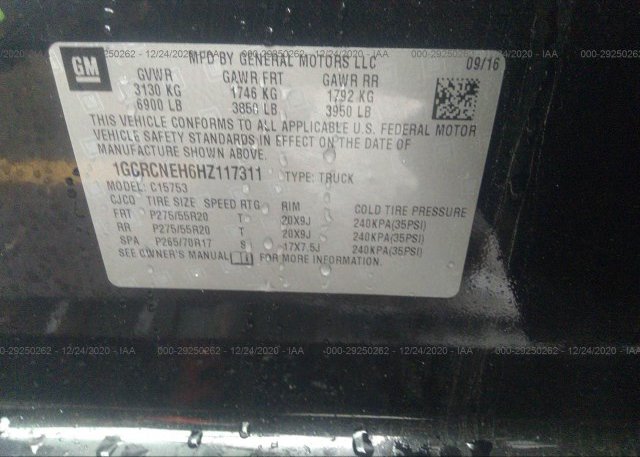 000-29250262 - 12/24/2020 - IAA
MFD BY GENERAL MOTORS LLC 09/16
GM
GVWR GAWR FRT GAWR RR
3130 KG 1746 KG 1792 KG
6900 LB 3850 LB 3950 LB
THIS VEHICLE CONFORMS TO ALL APPLICABLE U.S. FEDERAL MOTOR
VEHICLE SAFETY STANDARDS IN EFFECT ON THE DATE OF
MANUFACTURE SHOWN ABOVE.
1GCRCNEH6HZ117311 TYPE: TRUCK
MODEL: C15753
CJCO TIRE SIZE SPEED RTG RIM COLD TIRE PRESSURE
FRT P275/55R20 T 20X9J 240KPA(35PSI)
RR P275/55R20 T 20X9J 240KPA(35PSI)
SPA P265/70R17 S 17X7.5J 240KPA(35PSI)
SEE OWNER'S MANUAL FOR MORE INFORMATION.
000-29250262 - 12/24/2020 - IAA